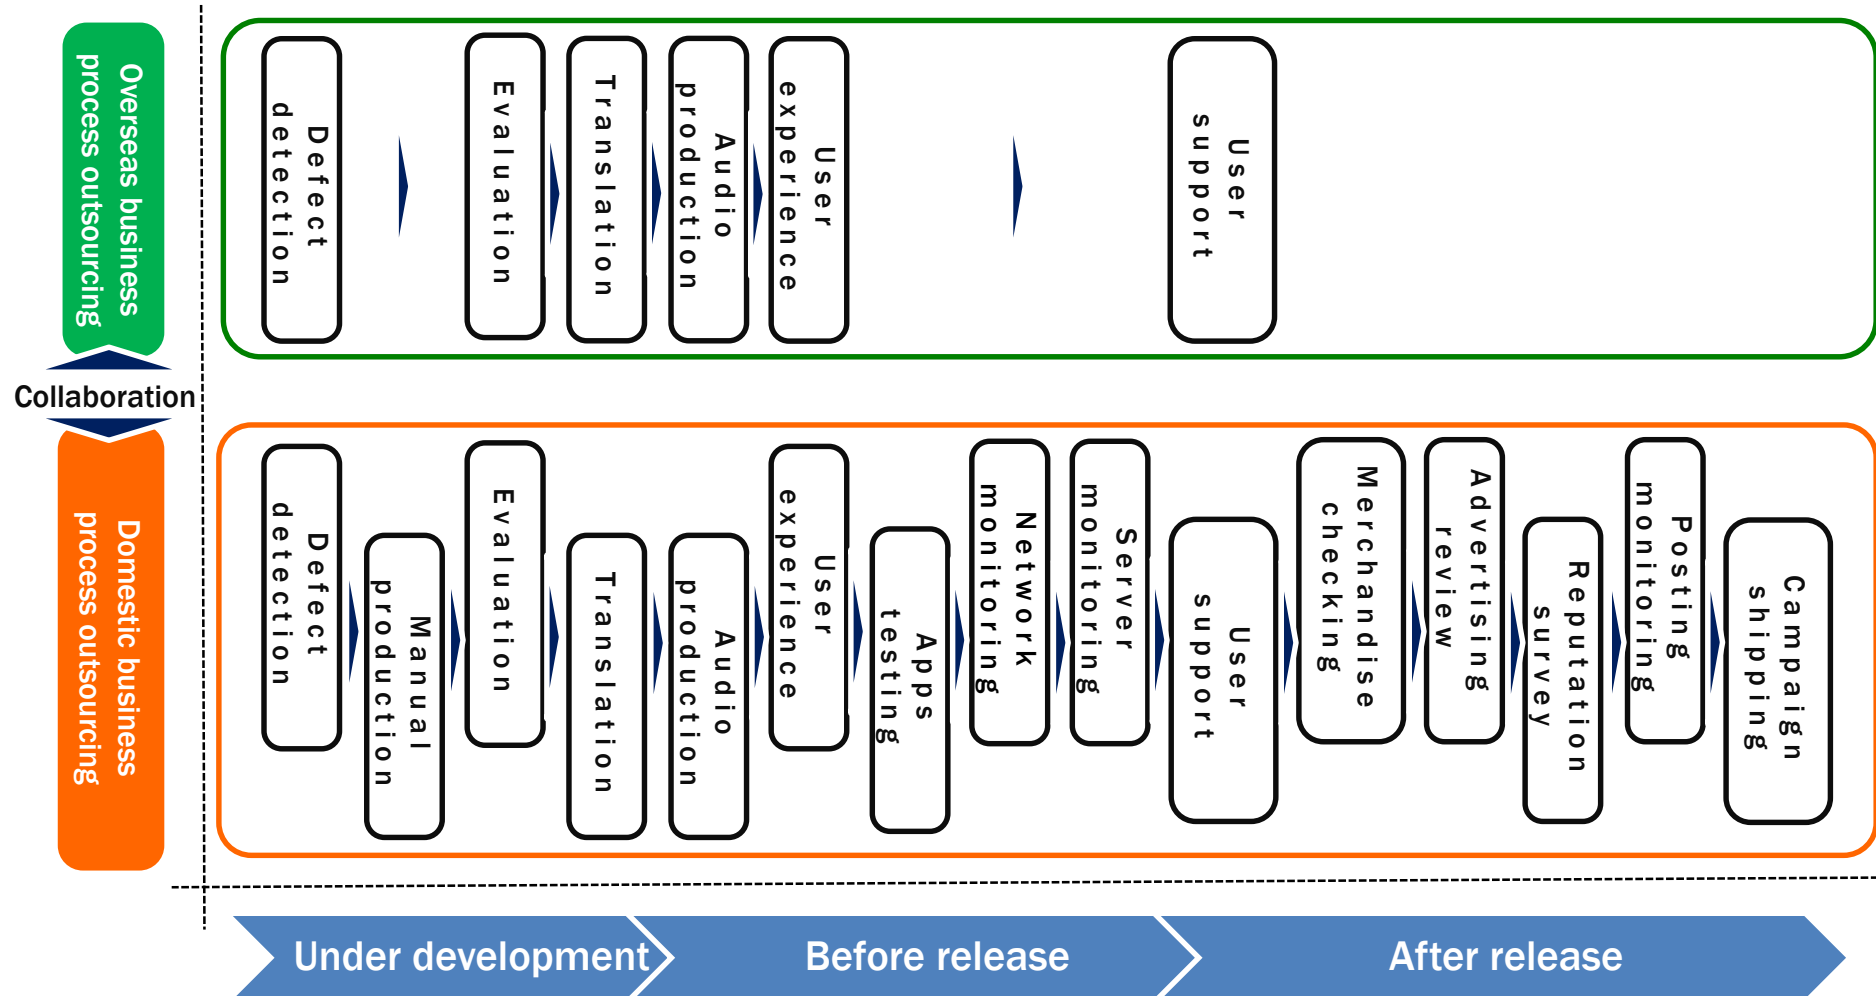 Overseas business
process outsourcing
Defect
detection
Evaluation
Translation
Audio
production
User
experience
User
support
Collaboration
Domestic business
process outsourcing
Defect
detection
Manual
production
Evaluation
Translation
Audio
production
User
experience
Apps
testing
Network
monitoring
Server
monitoring
User
support
Merchandise
checking
Advertising
review
Reputation
survey
Posting
monitoring
Campaign
shipping
Under development
Before release
After release